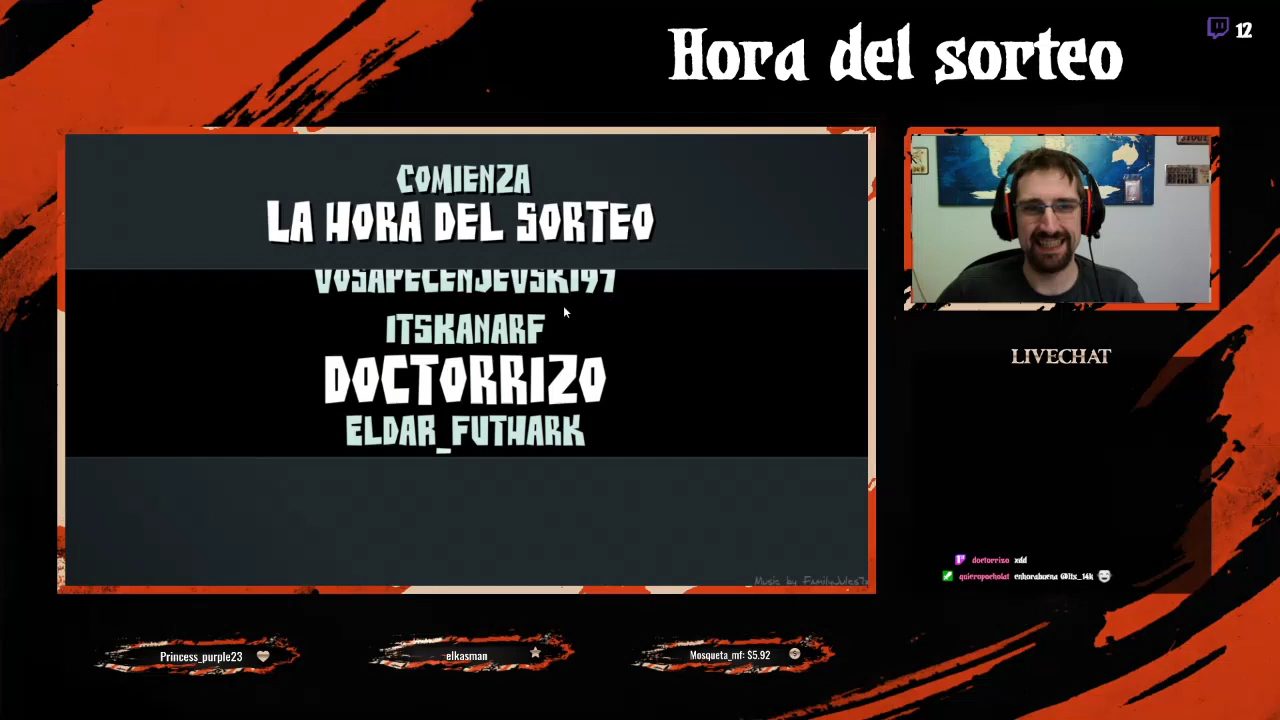 Hora del sorteo
12
COMIENZA
LA HORA DEL SORTEO
VOSAPECENJEVSKI97
ITSKANARF
DOCTORRIZO
ELDAR_FUTHARK
LIVECHAT
doctorrizo xdd
quieropocholat enhorabuena
Princess_purple23
elkasman
Mosqueta_mf: $5.92